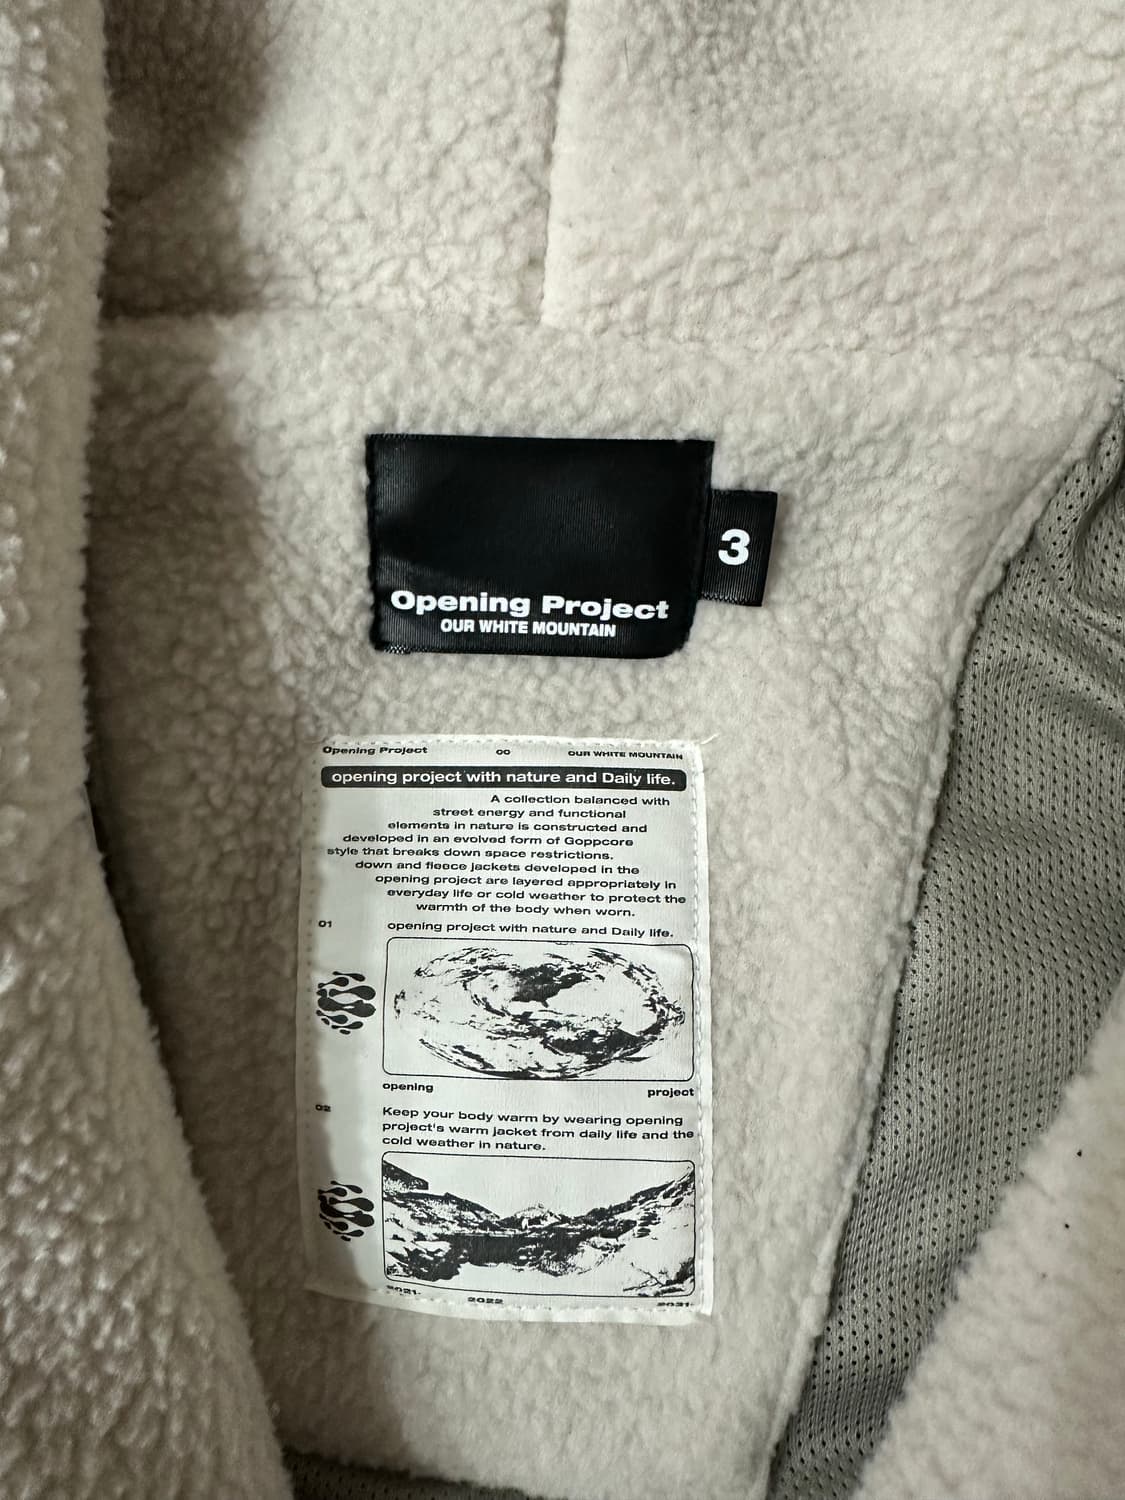 Opening Project
OUR WHITE MOUNTAIN
3
Opening Project OO OUR WHITE MOUNTAIN
opening project with nature and Daily life.
A collection balanced with
street energy and functional
elements in nature is constructed and
developed in an evolved form of Goppcore
style that breaks down space restrictions.
down and fleece jackets developed in the
opening project are layered appropriately in
everyday life or cold weather to protect the
warmth of the body when worn.
01
opening project with nature and Daily life.
opening project
02
Keep your body warm by wearing opening
project's warm jacket from daily life and the
cold weather in nature.
2021- 2022 2021-